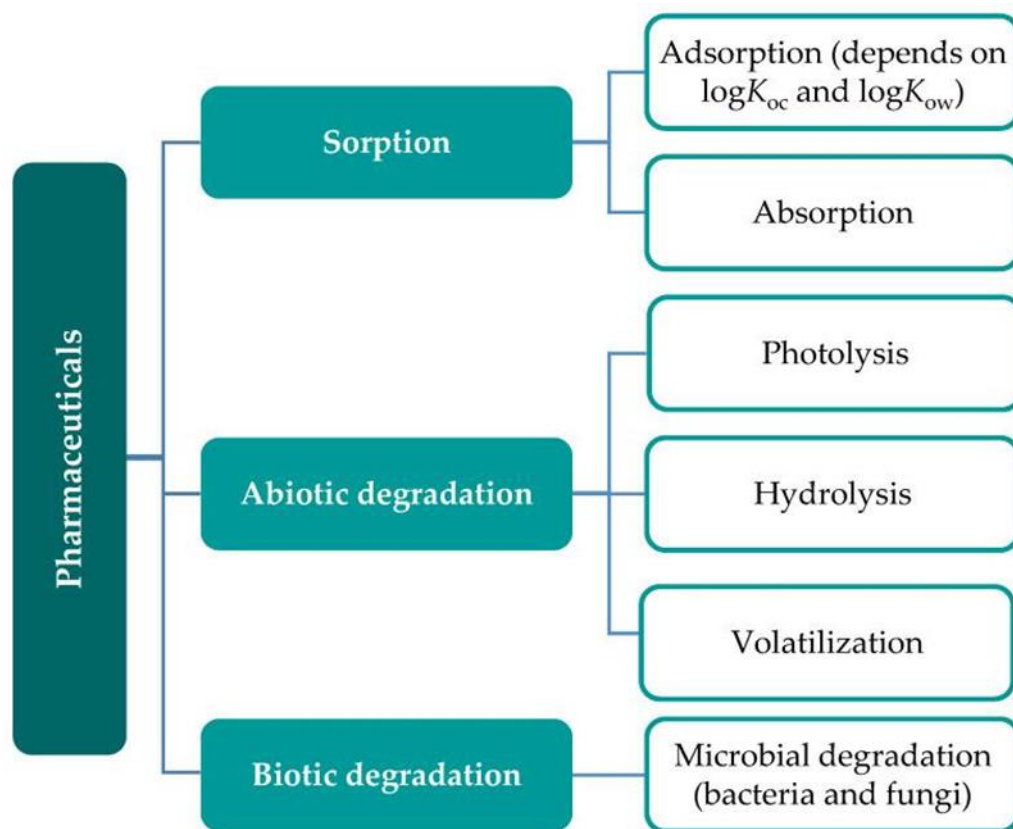 Pharmaceuticals
Sorption
Adsorption (depends on
logKoc and logKow)
Absorption
Abiotic degradation
Photolysis
Hydrolysis
Volatilization
Biotic degradation
Microbial degradation
(bacteria and fungi)